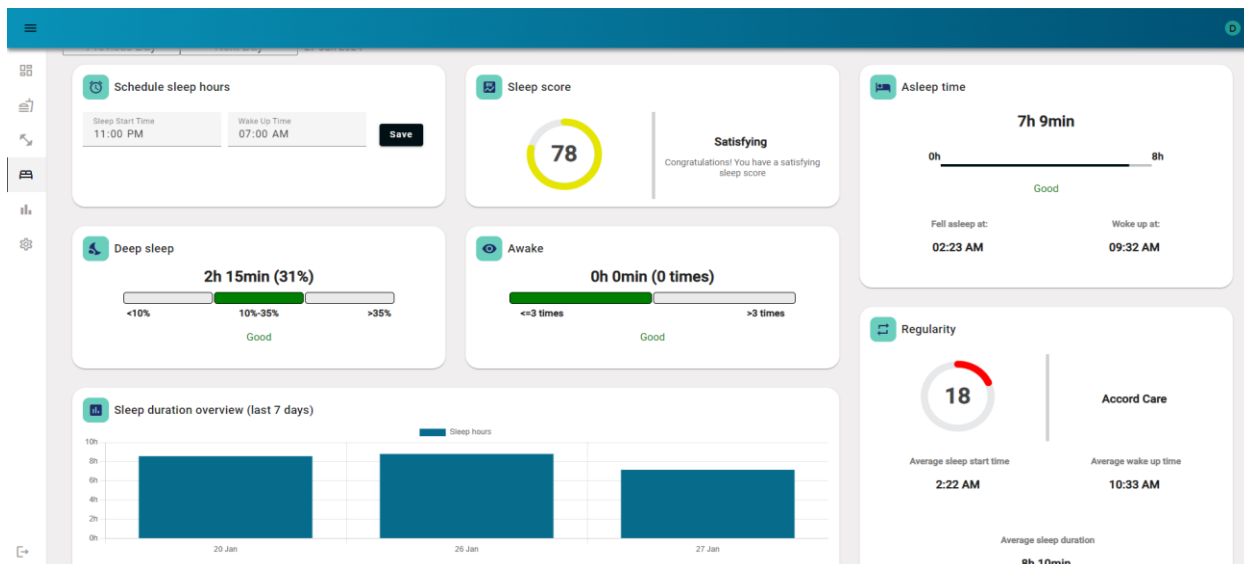 D
Schedule sleep hours
Sleep Start Time
11:00 PM
Wake Up Time
07:00 AM
Save
Sleep score
78
Satisfying
Congratulations! You have a satisfying
sleep score
Asleep time
7h 9min
0h
8h
Good
Fell asleep at:
02:23 AM
Woke up at:
09:32 AM
Deep sleep
2h 15min (31%)
<10%
10%-35%
>35%
Good
Awake
0h 0min (0 times)
<=3 times
>3 times
Good
Regularity
18
Accord Care
Average sleep start time
2:22 AM
Average wake up time
10:33 AM
Average sleep duration
8h 10min
Sleep duration overview (last 7 days)
Sleep hours
10h
8h
6h
4h
2h
0h
20 Jan
26 Jan
27 Jan